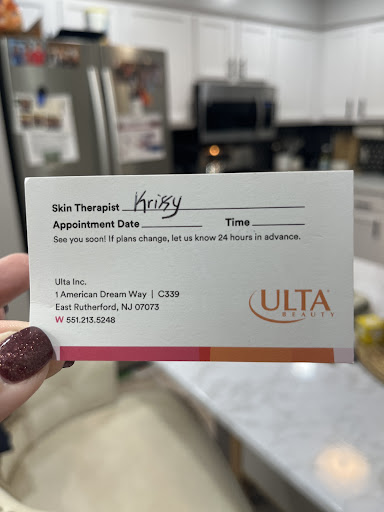 Skin Therapist Krissy
Appointment Date Time
See you soon! If plans change, let us know 24 hours in advance.
Ulta Inc.
1 American Dream Way | C339
East Rutherford, NJ 07073
W 551.213.5248
ULTA
BEAUTY